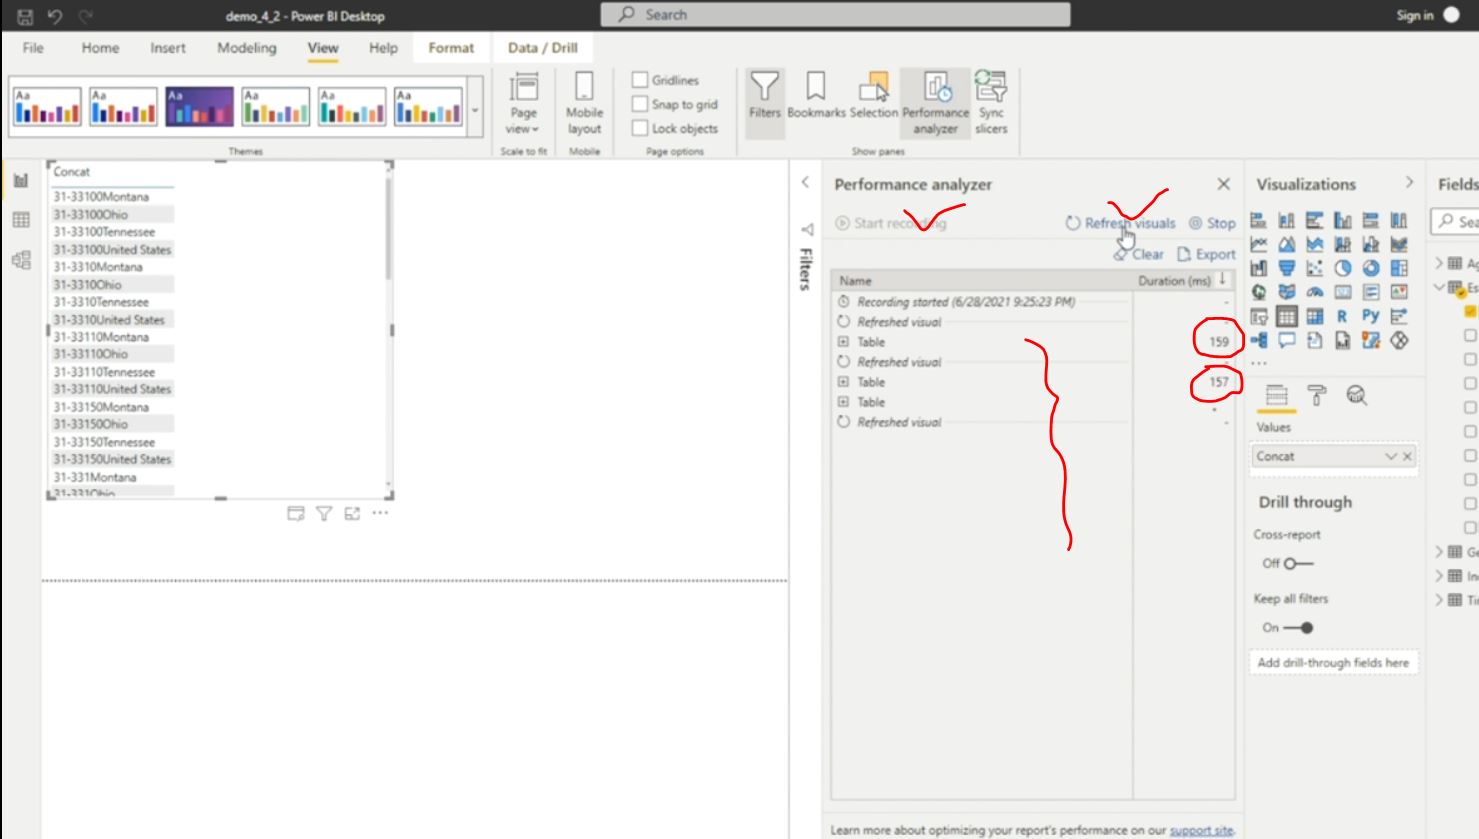 demo_4_2 - Power BI Desktop
Search
Sign in
File
Home
Insert
Modeling
View
Help
Format
Data / Drill
Aa
Aa
Aa
Aa
Aa
Aa
Themes
Page
view
Scale to fit
Mobile
layout
Mobile
Gridlines
Snap to grid
Lock objects
Page options
Filters
Bookmarks
Selection
Performance
analyzer
Sync
slicers
Show panes
Concat
31-33100Montana
31-33100Ohio
31-33100Tennessee
31-33100United States
31-3310Montana
31-3310Ohio
31-3310Tennessee
31-3310United States
31-33110Montana
31-33110Ohio
31-33110Tennessee
31-33110United States
31-33150Montana
31-33150Ohio
31-33150Tennessee
31-33150United States
31-331Montana
31-331Ohio
Filters
Performance analyzer
Start recording
Refresh visuals
Stop
Clear
Export
Name
Duration (ms)
Recording started (6/28/2021 9:25:23 PM) -
Refreshed visual -
Table 159
Refreshed visual -
Table 157
Table
Refreshed visual -
Learn more about optimizing your report's performance on our support site.
Visualizations
R
Py
...
Values
Concat
Drill through
Cross-report
Off
Keep all filters
On
Add drill-through fields here
Fields
Sea
Ag
Es
Ge
In
Ti